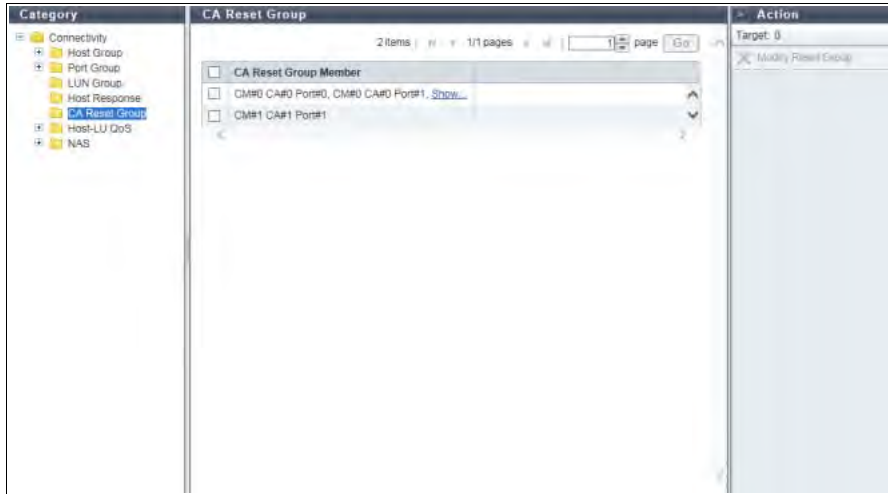 Category
Connectivity
Host Group
Port Group
LUN Group
Host Response
CA Reset Group
Host-LU QoS
NAS
CA Reset Group
2 items 1/1 pages 1 page Go
CA Reset Group Member
CM#0 CA#0 Port#0, CM#0 CA#0 Port#1, Show...
CM#1 CA#1 Port#1
Action
Target: 0
Modify Reset Group